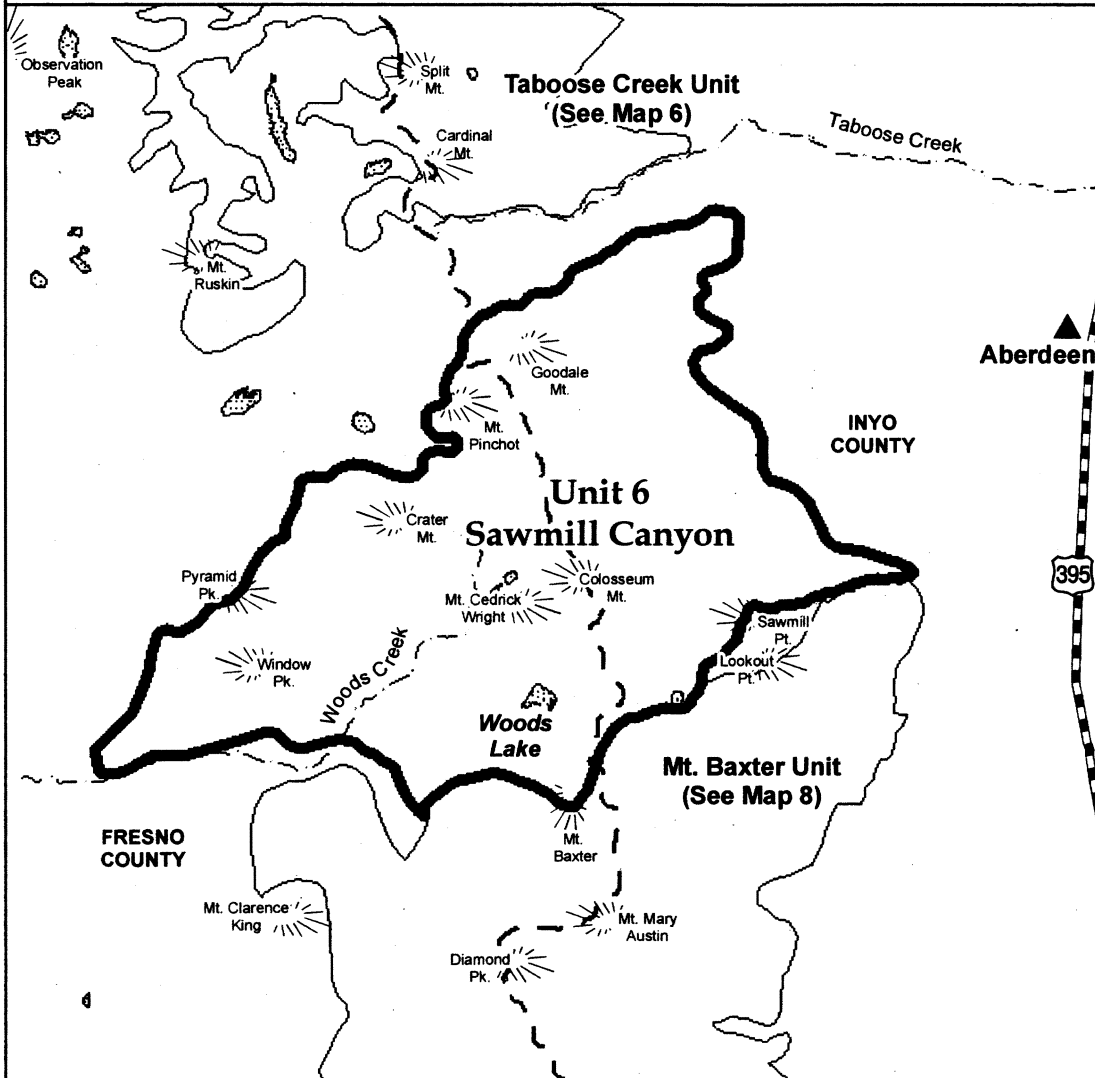 Observation
Peak
Split
Mt.
Taboose Creek Unit
(See Map 6)
Cardinal
Mt.
Taboose Creek
Mt.
Ruskin
Aberdeen
Goodale
Mt.
Mt.
Pinchot
INYO
COUNTY
Unit 6
Sawmill Canyon
Crater
Mt.
Pyramid
Pk.
Colosseum
Mt.
395
Mt. Cedrick
Wright
Sawmill
Pt.
Lookout
Pt.
Window
Pk.
Woods Creek
Woods
Lake
Mt. Baxter Unit
(See Map 8)
FRESNO
COUNTY
Mt.
Baxter
Mt. Clarence
King
Mt. Mary
Austin
Diamond
Pk.